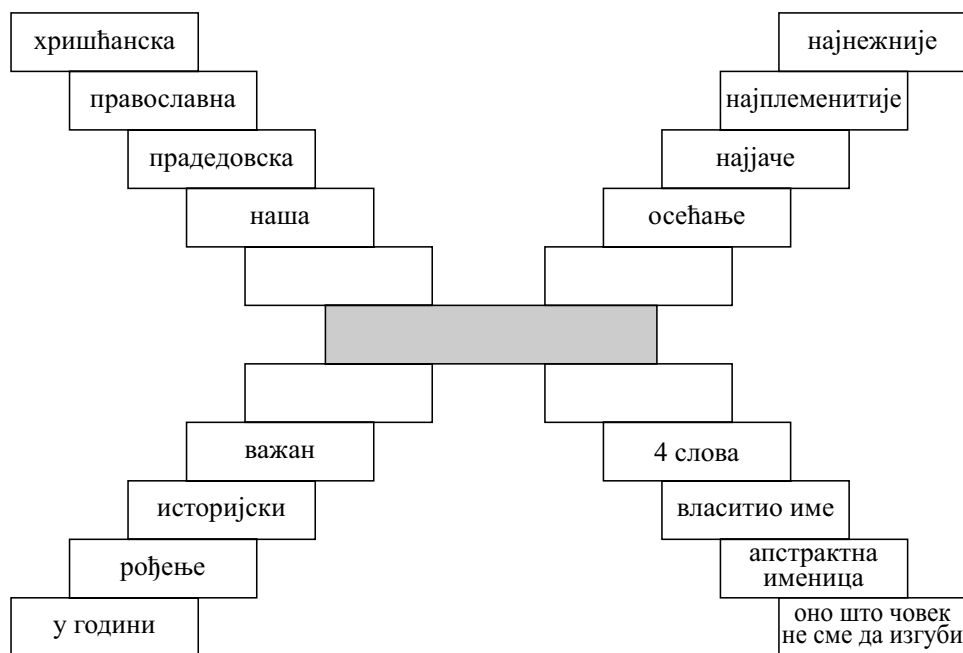 хришћанска
најнежније
православна
најплеменитије
прадедовска
најјаче
наша
осећање
важан
4 слова
историјски
власитио име
рођење
апстрактна
именица
у години
оно што човек
не сме да изгуби